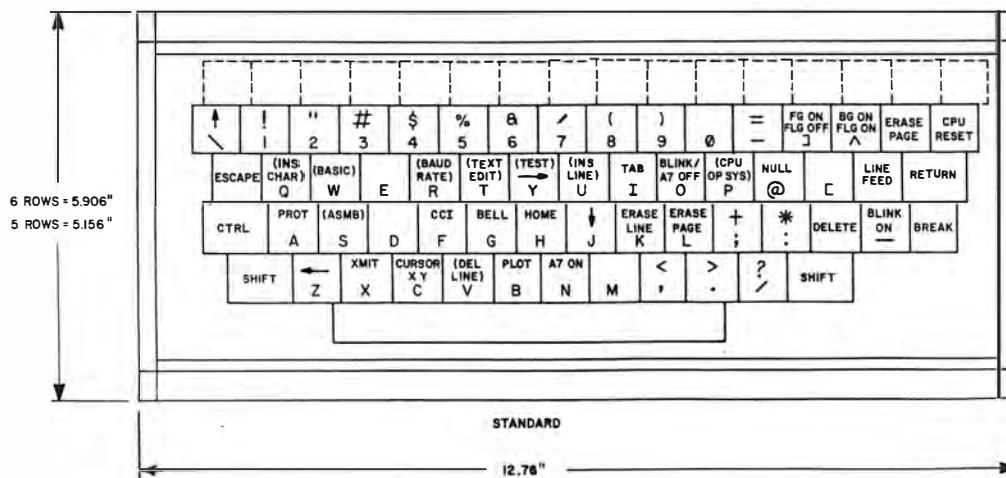 ↑ ! " # $ % & / ( ) = FG ON BG ON ERASE CPU
\ 1 2 3 4 5 6 7 8 9 0 — FLG OFF ] FLG ON ^ PAGE RESET
ESCAPE (INS CHAR) (BASIC) (BAUD RATE) (TEXT EDIT) (TEST) → (INS LINE) TAB BLINK/ A7 OFF (CPU OP SYS) NULL LINE FEED RETURN
Q W E R T Y U I O P @ [
CTRL PROT (ASMB) CCI BELL HOME ↓ ERASE LINE ERASE PAGE + * DELETE BLINK ON — BREAK
A S D F G H J K L ; :
SHIFT ← XMIT CURSOR X Y (DEL LINE) PLOT A7 ON < > ? SHIFT
Z X C V B N M , . /
6 ROWS = 5.906"
5 ROWS = 5.156"
STANDARD
12.76"